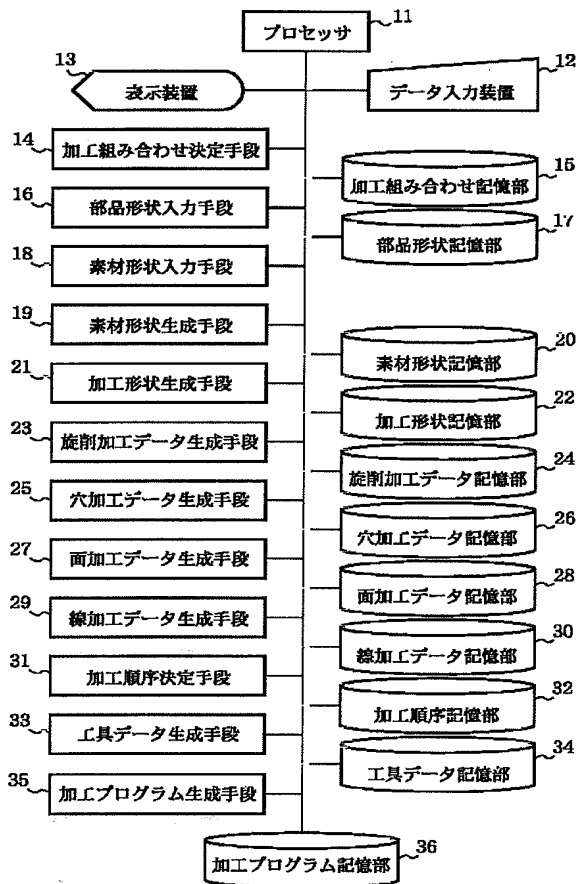 11
プロセッサ
13
表示装置
12
データ入力装置
14
加工組み合わせ決定手段
15
加工組み合わせ記憶部
16
部品形状入力手段
17
部品形状記憶部
18
素材形状入力手段
19
素材形状生成手段
20
素材形状記憶部
21
加工形状生成手段
22
加工形状記憶部
23
旋削加工データ生成手段
24
旋削加工データ記憶部
25
穴加工データ生成手段
26
穴加工データ記憶部
27
面加工データ生成手段
28
面加工データ記憶部
29
線加工データ生成手段
30
線加工データ記憶部
31
加工順序決定手段
32
加工順序記憶部
33
工具データ生成手段
34
工具データ記憶部
35
加工プログラム生成手段
36
加工プログラム記憶部